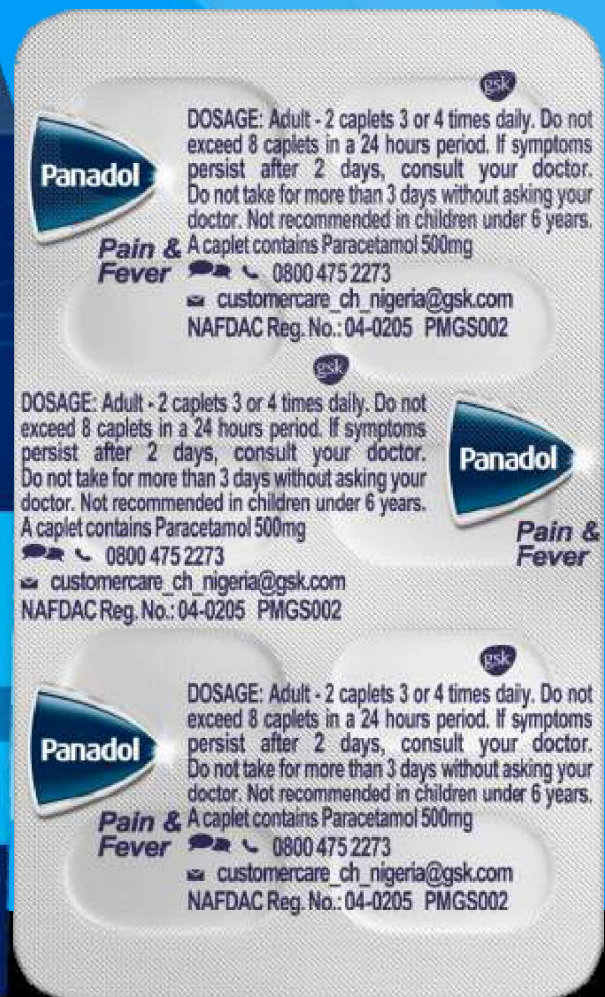 gsk
DOSAGE: Adult - 2 caplets 3 or 4 times daily. Do not
exceed 8 caplets in a 24 hours period. If symptoms
persist after 2 days, consult your doctor.
Do not take for more than 3 days without asking your
doctor. Not recommended in children under 6 years.
A caplet contains Paracetamol 500mg
0800 475 2273
customercare_ch_nigeria@gsk.com
NAFDAC Reg. No.: 04-0205 PMGS002
Panadol
Pain &
Fever
gsk
DOSAGE: Adult - 2 caplets 3 or 4 times daily. Do not
exceed 8 caplets in a 24 hours period. If symptoms
persist after 2 days, consult your doctor.
Do not take for more than 3 days without asking your
doctor. Not recommended in children under 6 years.
A caplet contains Paracetamol 500mg
0800 475 2273
customercare_ch_nigeria@gsk.com
NAFDAC Reg. No.: 04-0205 PMGS002
Panadol
Pain &
Fever
gsk
DOSAGE: Adult - 2 caplets 3 or 4 times daily. Do not
exceed 8 caplets in a 24 hours period. If symptoms
persist after 2 days, consult your doctor.
Do not take for more than 3 days without asking your
doctor. Not recommended in children under 6 years.
A caplet contains Paracetamol 500mg
0800 475 2273
customercare_ch_nigeria@gsk.com
NAFDAC Reg. No.: 04-0205 PMGS002
Panadol
Pain &
Fever